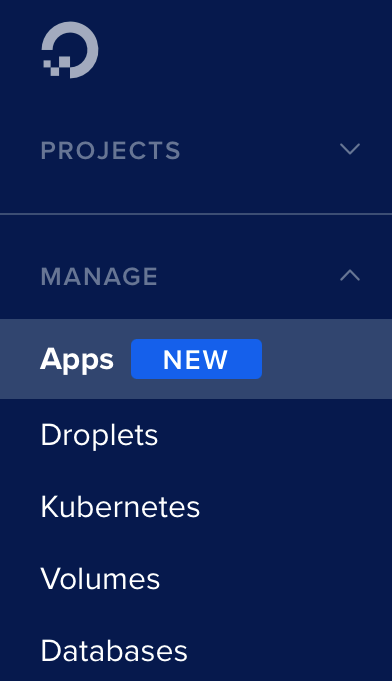 PROJECTS
MANAGE
Apps NEW
Droplets
Kubernetes
Volumes
Databases